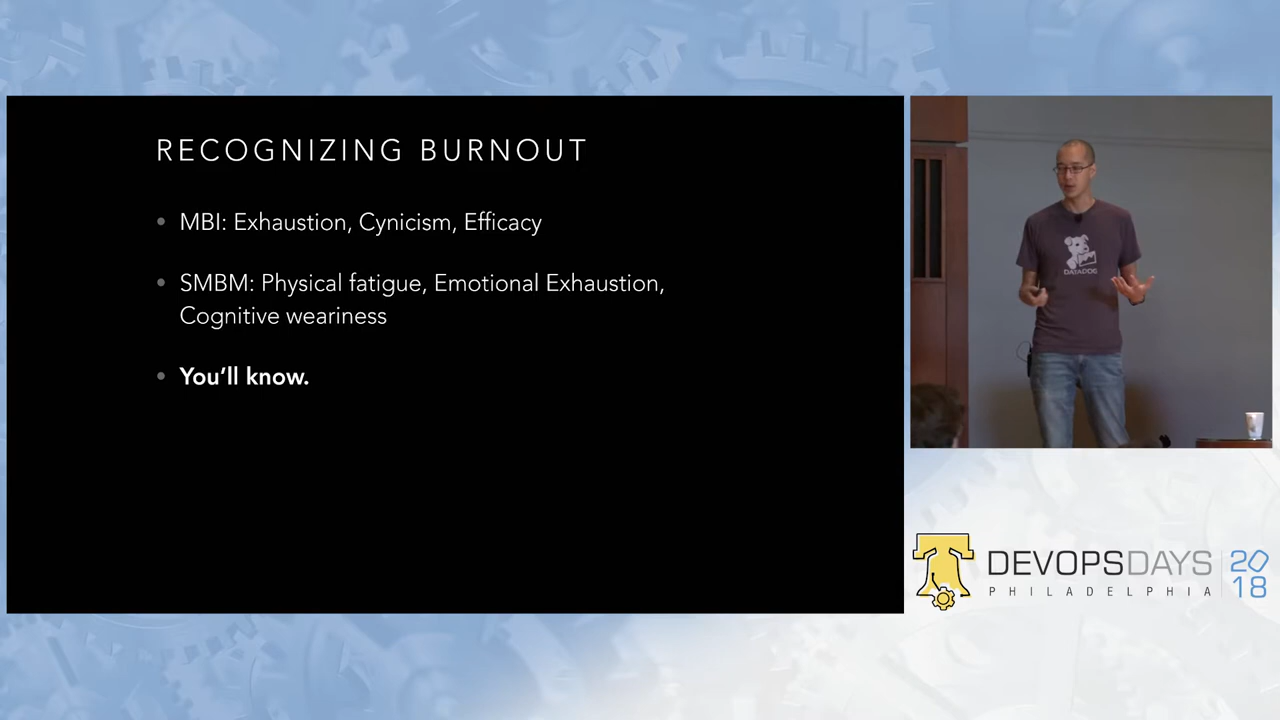 RECOGNIZING BURNOUT
• MBI: Exhaustion, Cynicism, Efficacy
• SMBM: Physical fatigue, Emotional Exhaustion,
Cognitive weariness
• You'll know.
DATADOG
DEVOPSDAYS
PHILADELPHIA
20
18